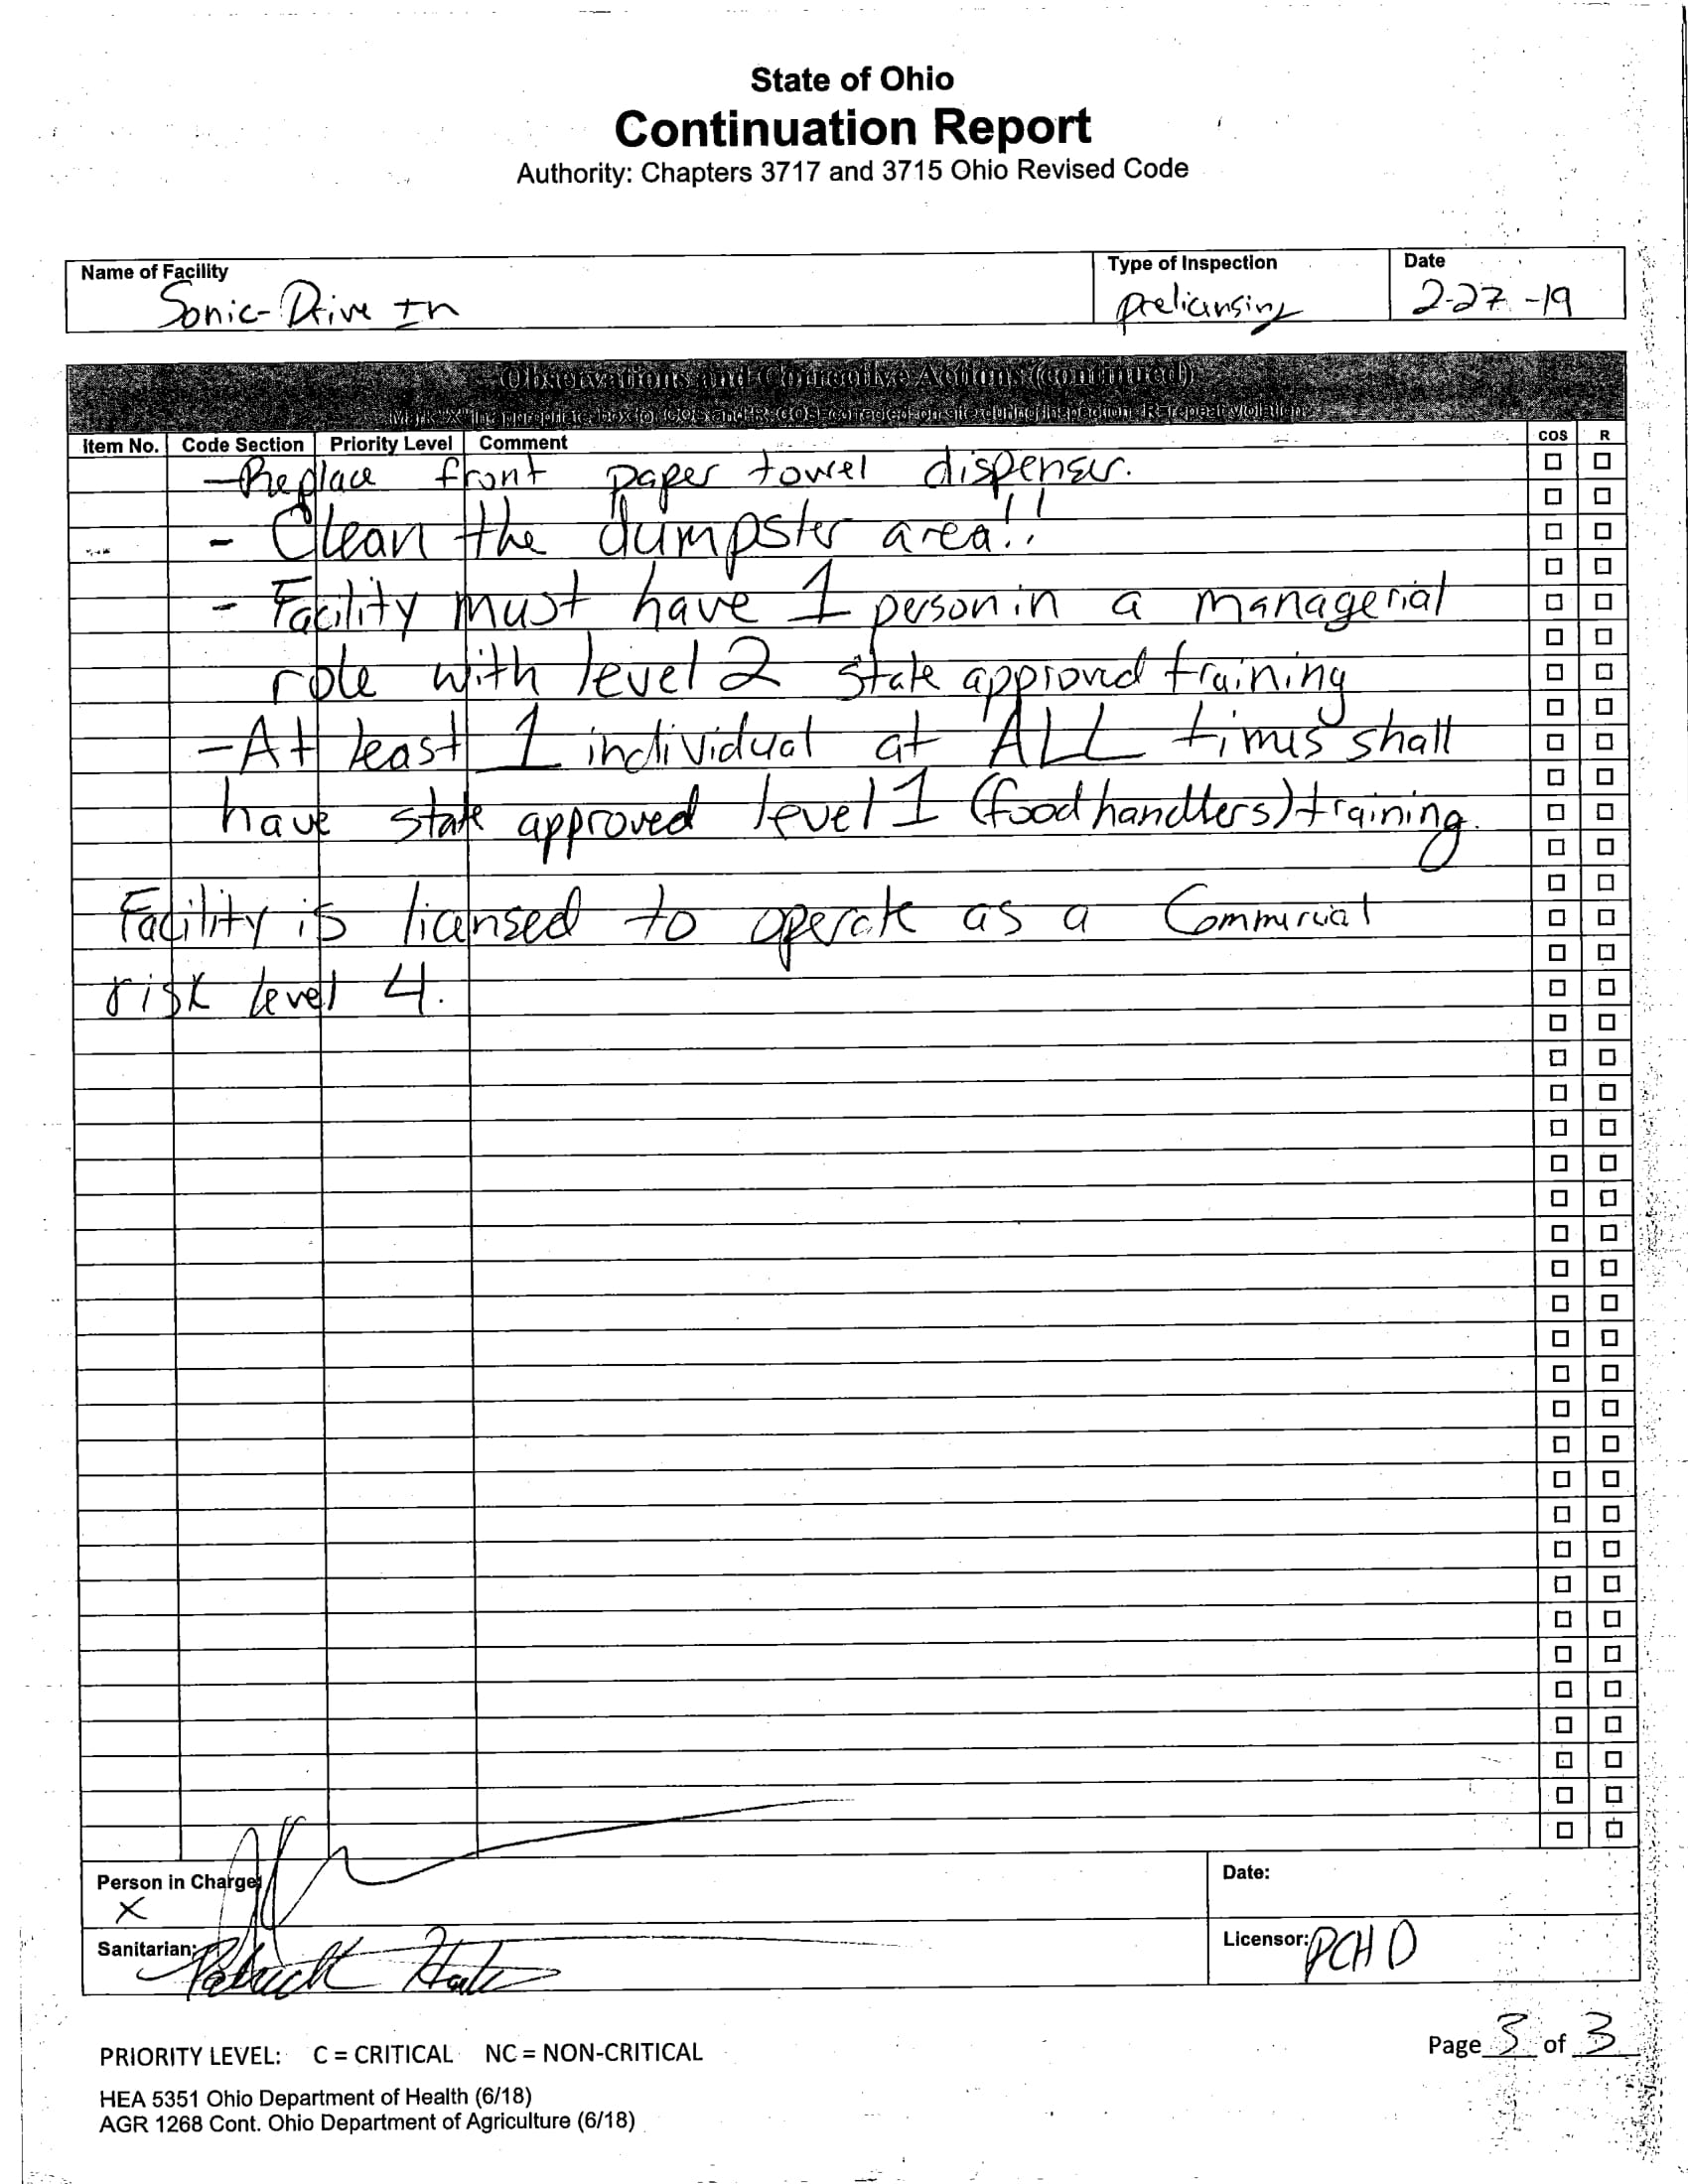 State of Ohio
Continuation Report
Authority: Chapters 3717 and 3715 Ohio Revised Code
Name of Facility
Sonic-Drive In
Type of Inspection
prelicensing
Date
2-27-19
Observations and Corrective Actions (continued)
Mark "X" in appropriate box for COS and R: COS=corrected on-site during inspection R=repeat violation
Item No. Code Section Priority Level Comment COS R
-Replace front paper towel dispenser.
- Clean the dumpster area!!
- Facility must have 1 person in a managerial
role with level 2 state approved training
-At least 1 individual at ALL times shall
have state approved level 1 (food handlers) training.
Facility is licensed to operate as a Commercial
risk level 4.
Person in Charge
X
Date:
Sanitarian:
Patrick
Licensor: PCHD
PRIORITY LEVEL: C = CRITICAL NC = NON-CRITICAL
Page 3 of 3
HEA 5351 Ohio Department of Health (6/18)
AGR 1268 Cont. Ohio Department of Agriculture (6/18)